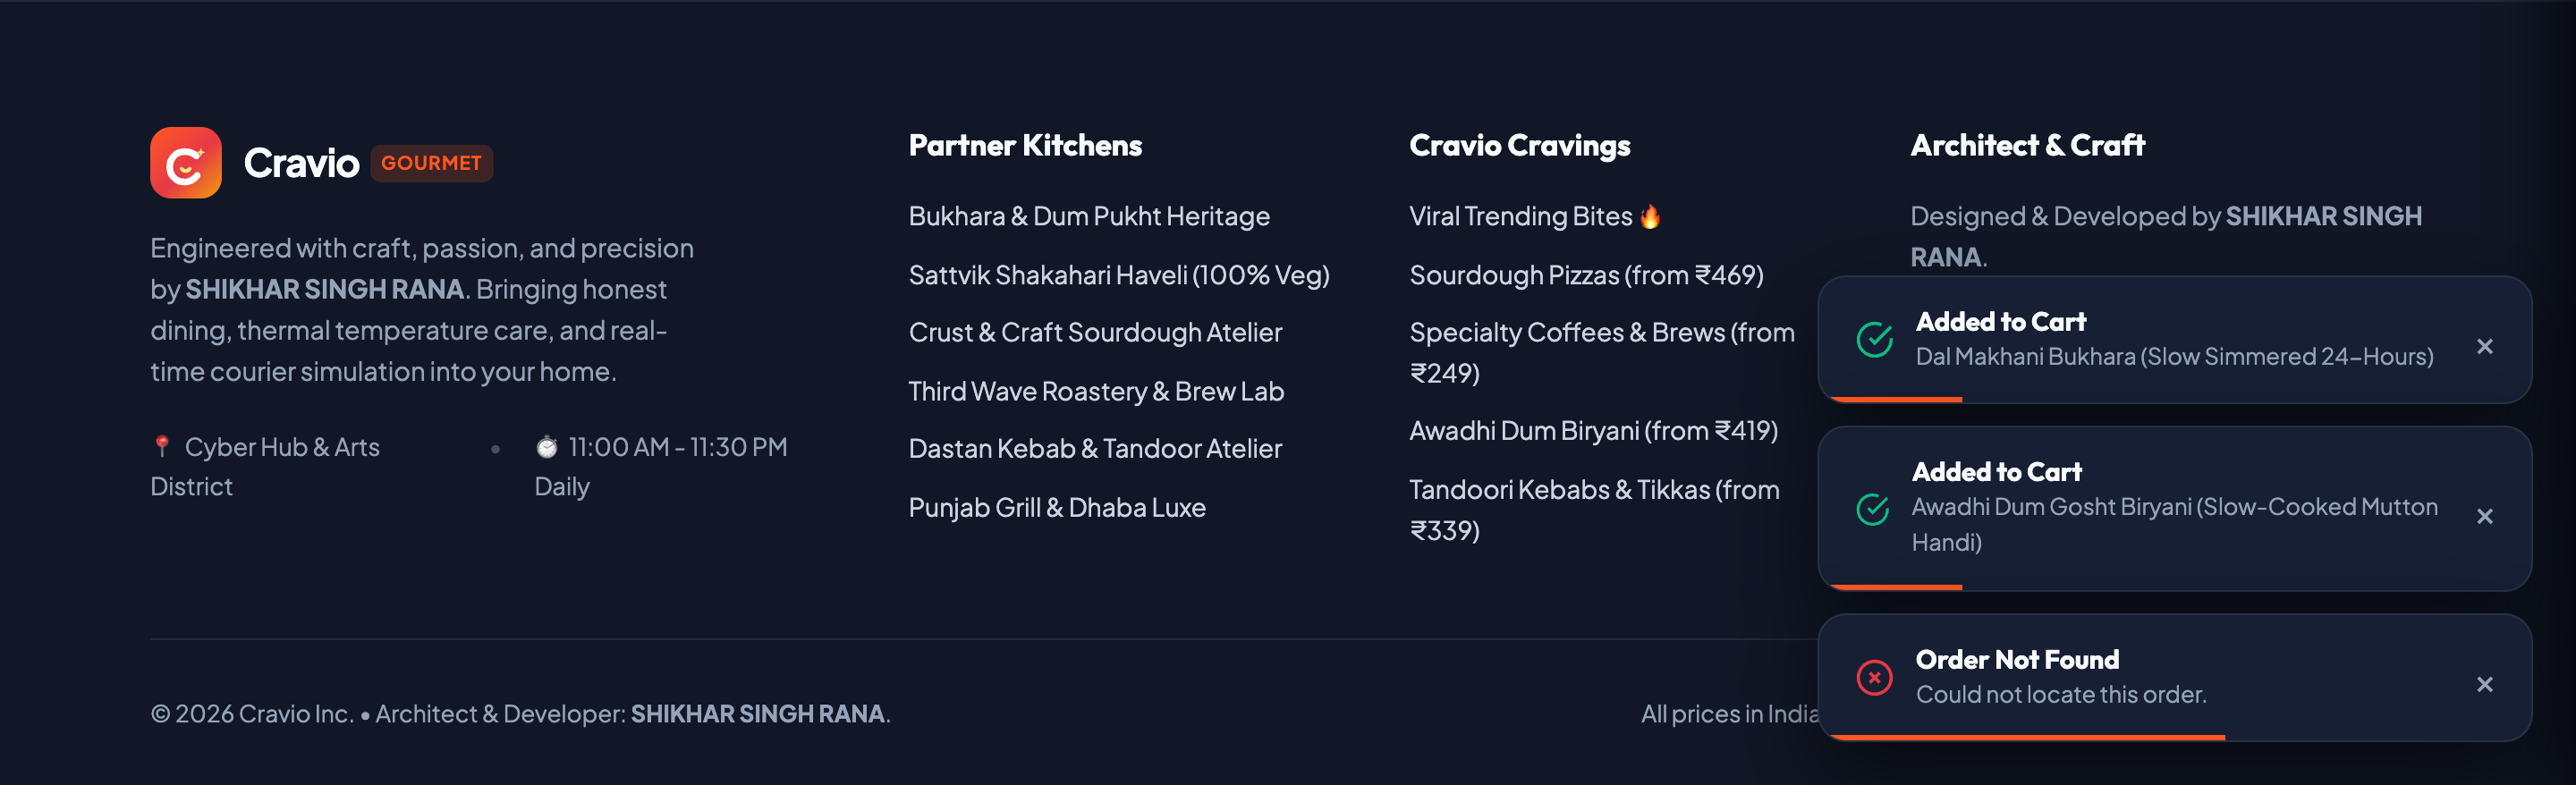 Cravio GOURMET
Engineered with craft, passion, and precision
by SHIKHAR SINGH RANA. Bringing honest
dining, thermal temperature care, and real-
time courier simulation into your home.
📍 Cyber Hub & Arts
District
•
⏱️ 11:00 AM - 11:30 PM
Daily
Partner Kitchens
Bukhara & Dum Pukht Heritage
Sattvik Shakahari Haveli (100% Veg)
Crust & Craft Sourdough Atelier
Third Wave Roastery & Brew Lab
Dastan Kebab & Tandoor Atelier
Punjab Grill & Dhaba Luxe
Cravio Cravings
Viral Trending Bites 🔥
Sourdough Pizzas (from ₹469)
Specialty Coffees & Brews (from
₹249)
Awadhi Dum Biryani (from ₹419)
Tandoori Kebabs & Tikkas (from
₹339)
Architect & Craft
Designed & Developed by SHIKHAR SINGH
RANA.
Added to Cart
Dal Makhani Bukhara (Slow Simmered 24-Hours)
Added to Cart
Awadhi Dum Gosht Biryani (Slow-Cooked Mutton
Handi)
Order Not Found
Could not locate this order.
© 2026 Cravio Inc. • Architect & Developer: SHIKHAR SINGH RANA.
All prices in